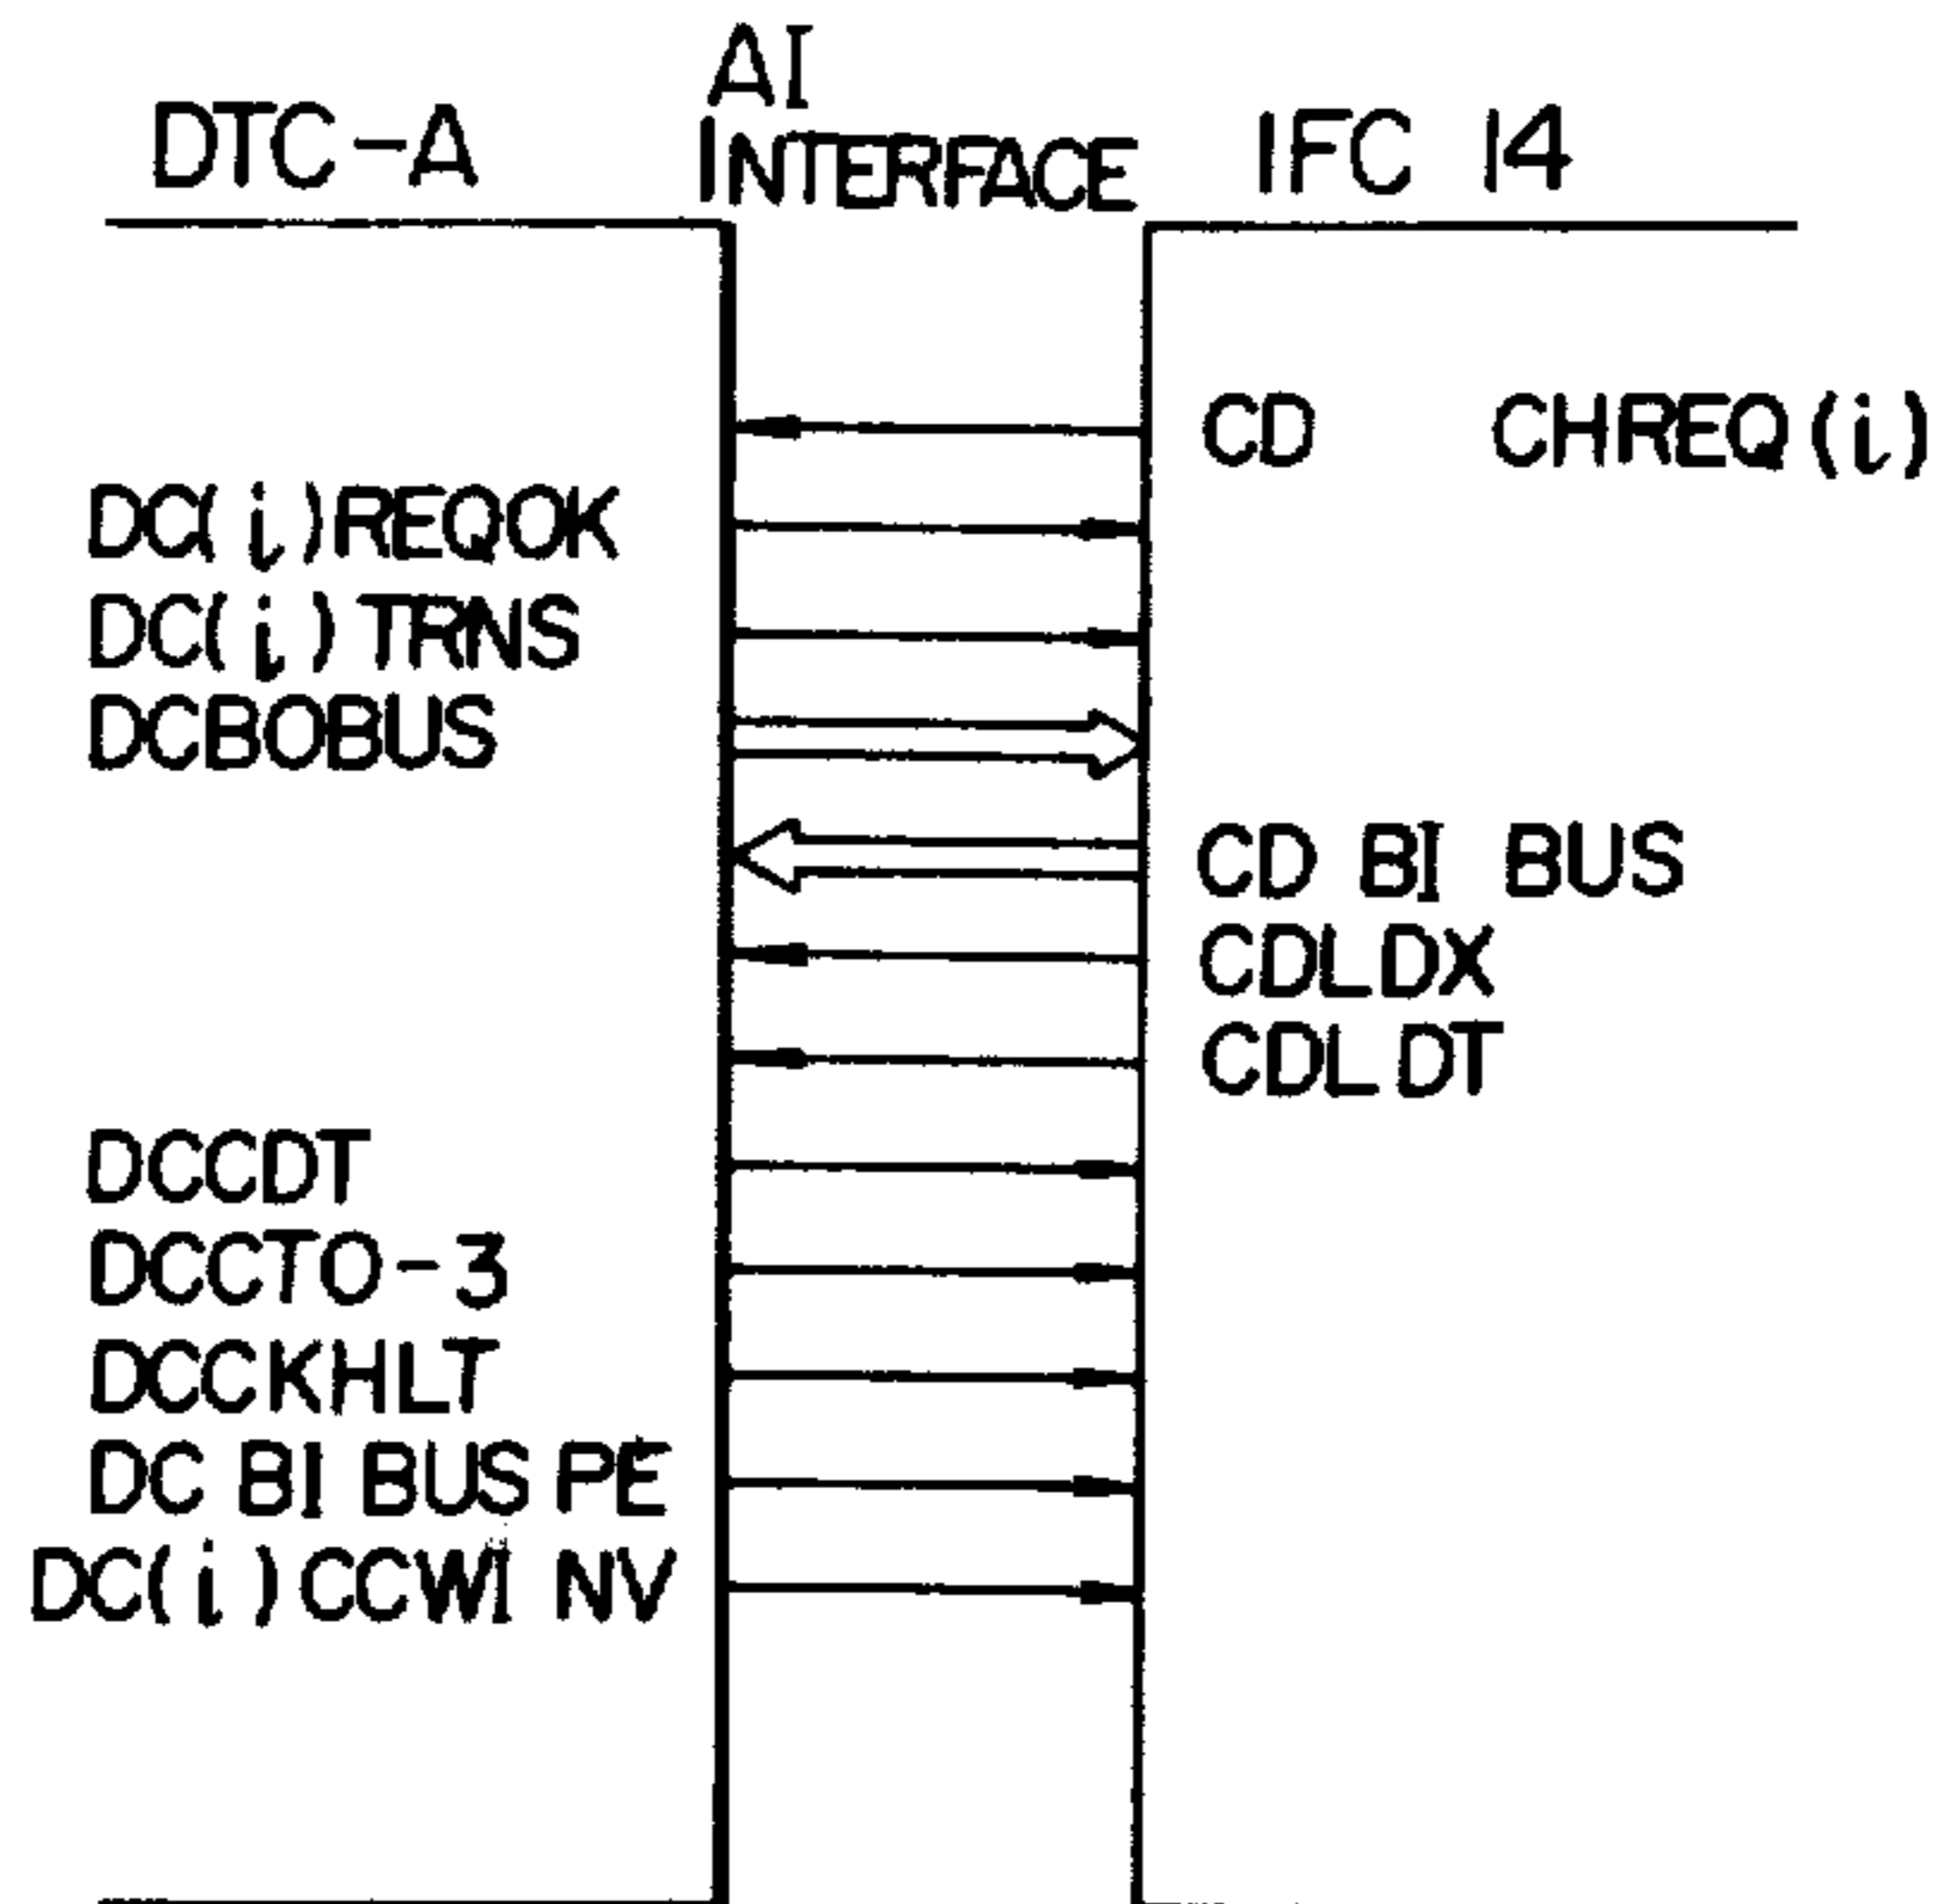 AI
DTC-A INTERFACE IFC 14
CD CHREQ(i)
DC(i)REQOK
DC(i)TRNS
DCBOBUS
CD BI BUS
CDLDX
CDLDT
DCCDT
DCCTO-3
DCCKHLT
DC BI BUS PE
DC(i)CCWI NV